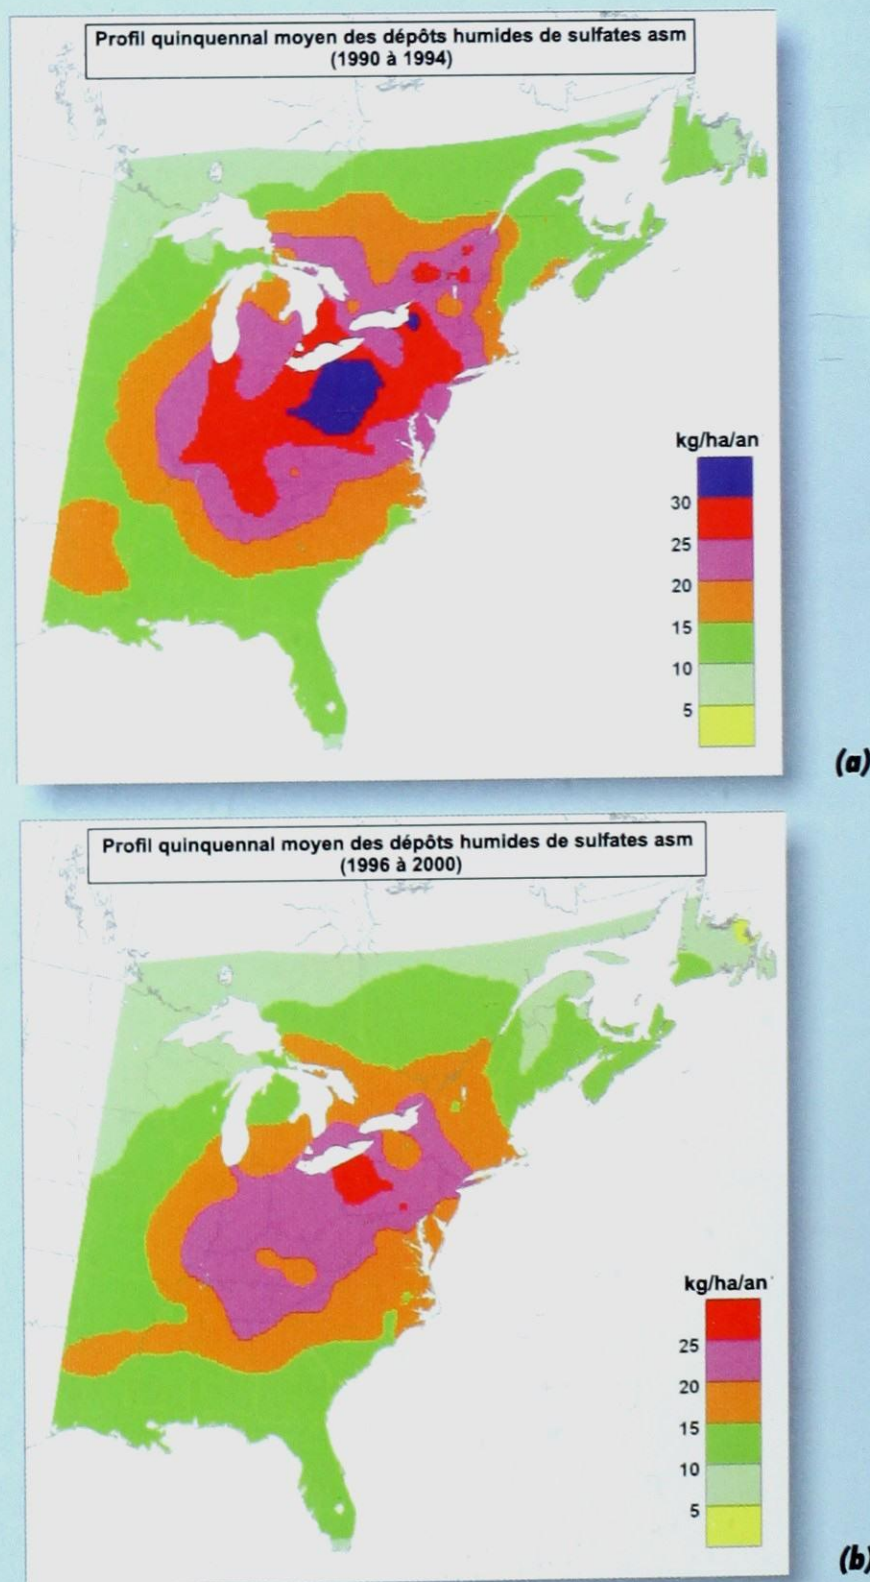 Profil quinquennal moyen des dépôts humides de sulfates asm
(1990 à 1994)
kg/ha/an
30
25
20
15
10
5
(a)
Profil quinquennal moyen des dépôts humides de sulfates asm
(1996 à 2000)
kg/ha/an
25
20
15
10
5
(b)